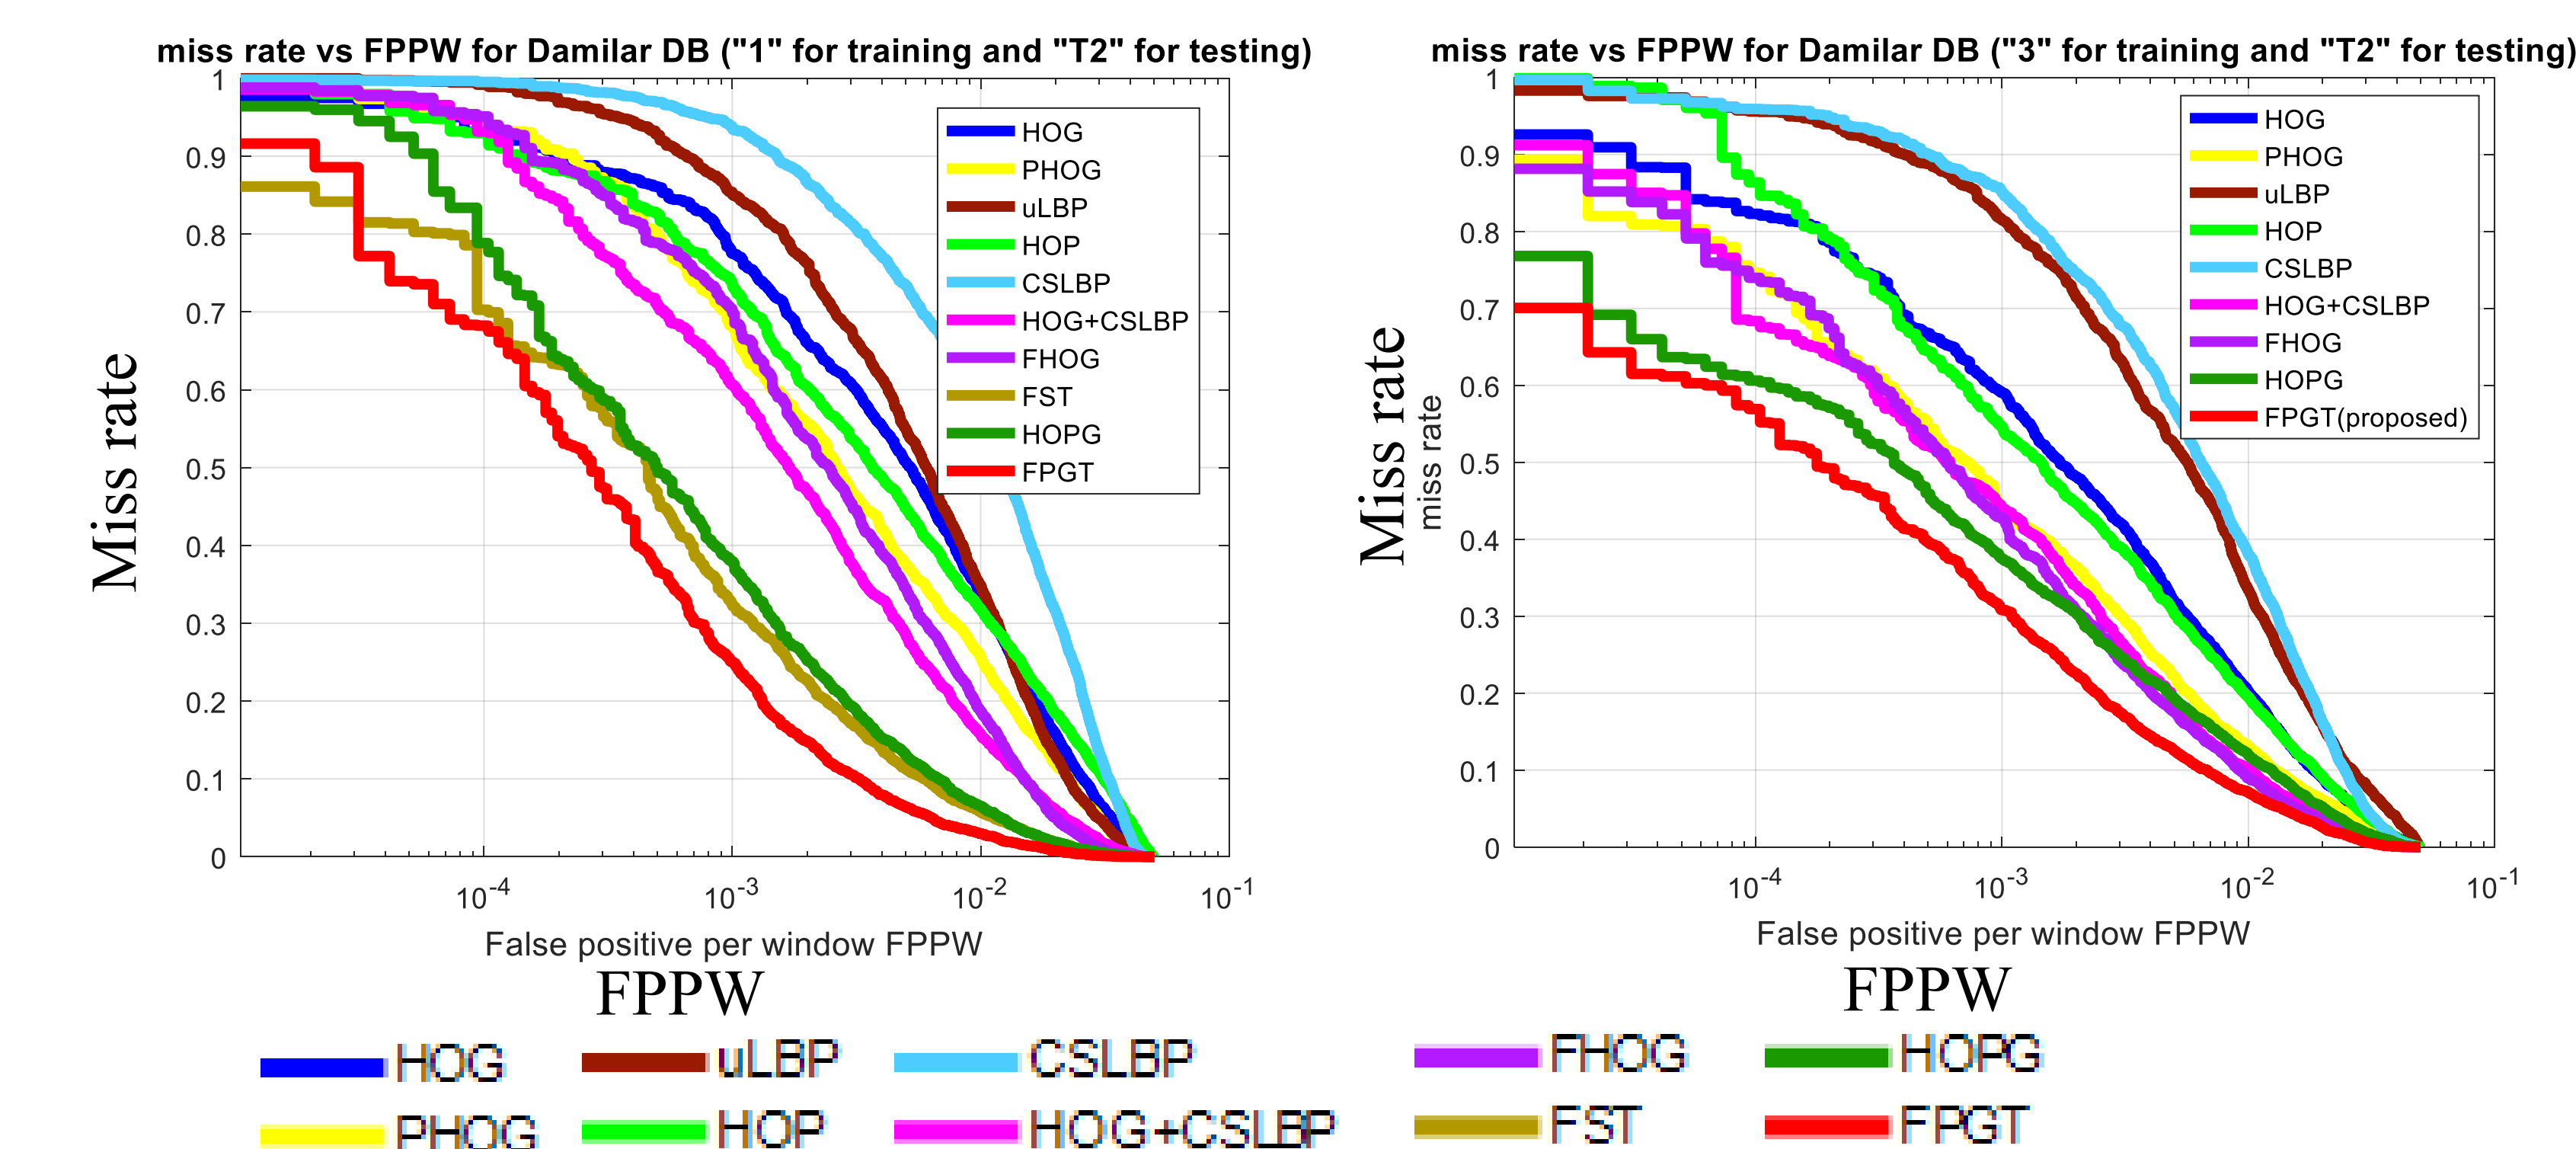 miss rate vs FPPW for Damilar DB ("1" for training and "T2" for testing)
1
0.9
0.8
0.7
0.6
0.5
0.4
0.3
0.2
0.1
0
Miss rate
HOG
PHOG
uLBP
HOP
CSLBP
HOG+CSLBP
FHOG
FST
HOPG
FPGT
10-4 10-3 10-2 10-1
False positive per window FPPW
FPPW
miss rate vs FPPW for Damilar DB ("3" for training and "T2" for testing)
1
0.9
0.8
0.7
0.6
0.5
0.4
0.3
0.2
0.1
0
Miss rate
miss rate
HOG
PHOG
uLBP
HOP
CSLBP
HOG+CSLBP
FHOG
HOPG
FPGT(proposed)
10-4 10-3 10-2 10-1
False positive per window FPPW
FPPW
HOG uLBP CSLBP FHOG HOPG
PHOG HOP HOG+CSLBP FST FPGT